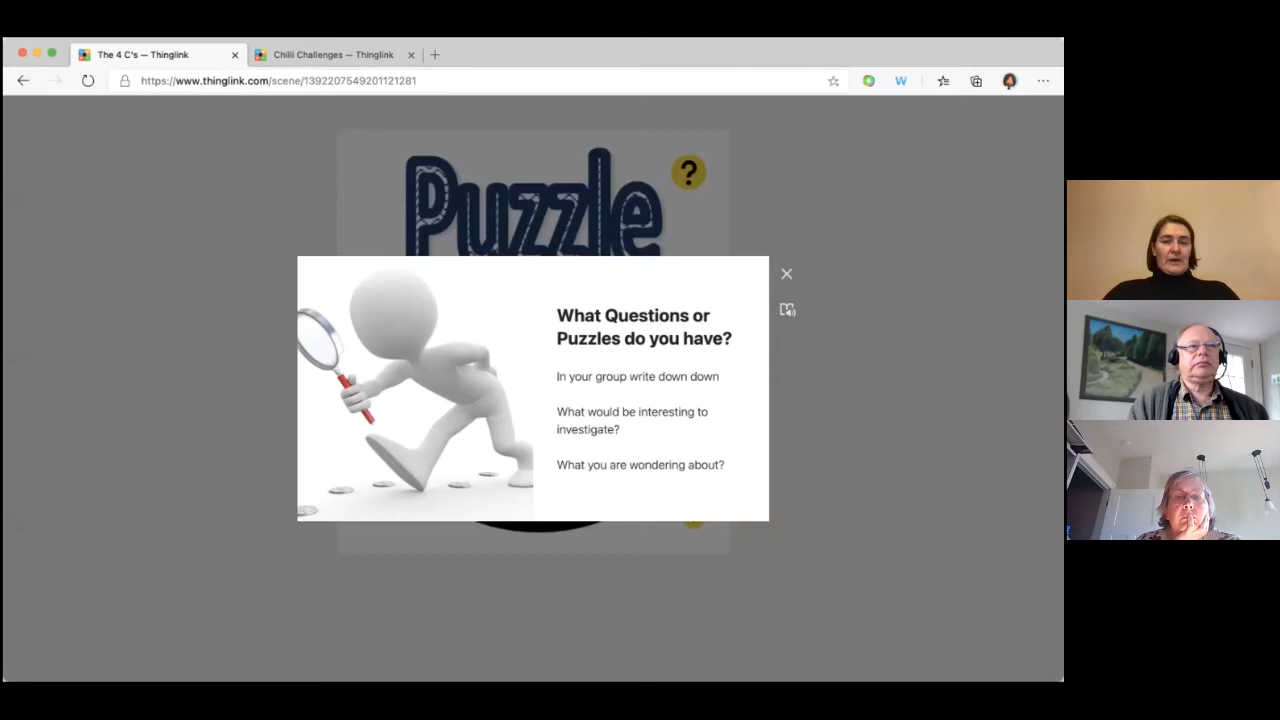 The 4 C's — Thinglink
Chilli Challenges — Thinglink
https://www.thinglink.com/scene/1392207549201121281
W
Puzzle
?
What Questions or
Puzzles do you have?
In your group write down down
What would be interesting to
investigate?
What you are wondering about?